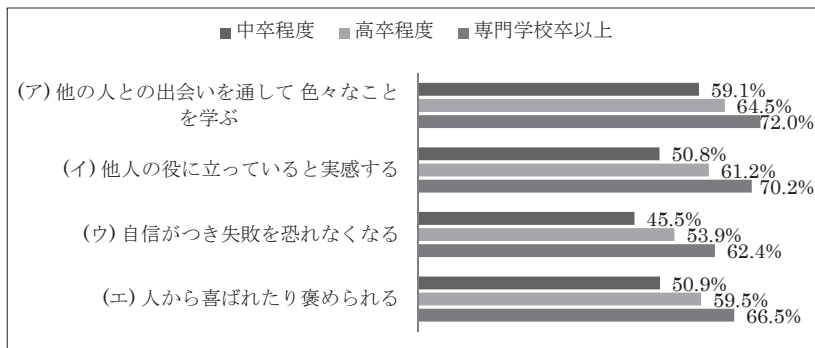 ■中卒程度 ■高卒程度 ■専門学校卒以上
(ア) 他の人との出会いを通して 色々なこと
を学ぶ
59.1%
64.5%
72.0%
(イ) 他人の役に立っていると実感する
50.8%
61.2%
70.2%
(ウ) 自信がつき失敗を恐れなくなる
45.5%
53.9%
62.4%
(エ) 人から喜ばれたり褒められる
50.9%
59.5%
66.5%